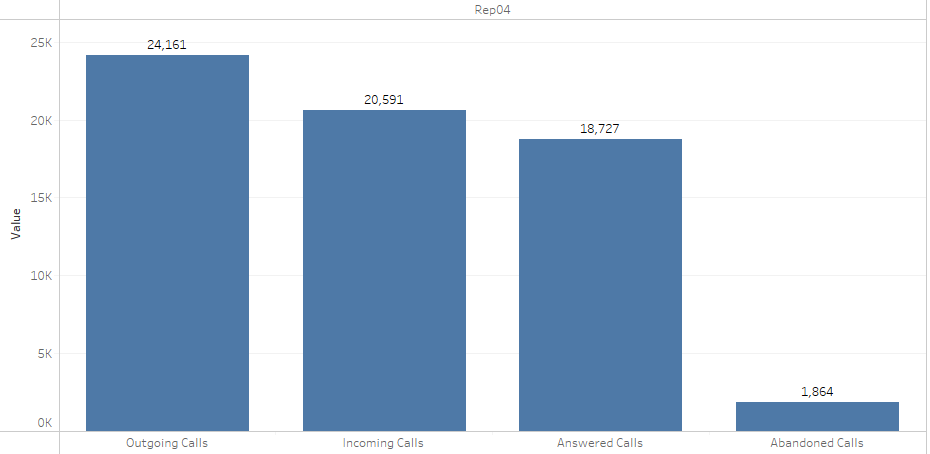 Rep04
Value
25K
20K
15K
10K
5K
0K
24,161
20,591
18,727
1,864
Outgoing Calls
Incoming Calls
Answered Calls
Abandoned Calls